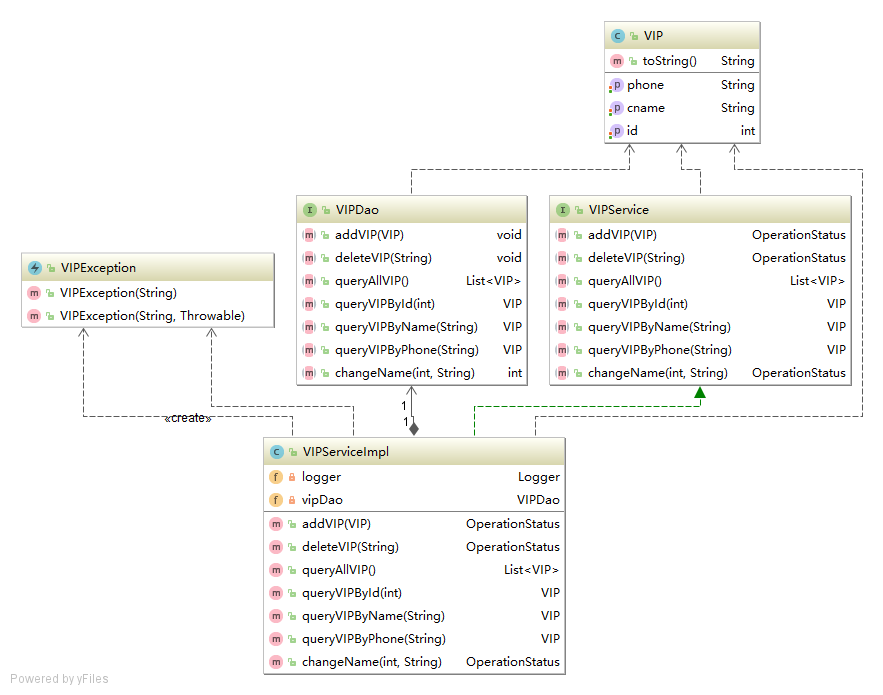 C VIP
m toString() String
p phone String
p cname String
p id int
I VIPDao
m addVIP(VIP) void
m deleteVIP(String) void
m queryAllVIP() List<VIP>
m queryVIPById(int) VIP
m queryVIPByName(String) VIP
m queryVIPByPhone(String) VIP
m changeName(int, String) int
I VIPService
m addVIP(VIP) OperationStatus
m deleteVIP(String) OperationStatus
m queryAllVIP() List<VIP>
m queryVIPById(int) VIP
m queryVIPByName(String) VIP
m queryVIPByPhone(String) VIP
m changeName(int, String) OperationStatus
VIPException
m VIPException(String)
m VIPException(String, Throwable)
1
1
«create»
C VIPServiceImpl
f logger Logger
f vipDao VIPDao
m addVIP(VIP) OperationStatus
m deleteVIP(String) OperationStatus
m queryAllVIP() List<VIP>
m queryVIPById(int) VIP
m queryVIPByName(String) VIP
m queryVIPByPhone(String) VIP
m changeName(int, String) OperationStatus
Powered by yFiles